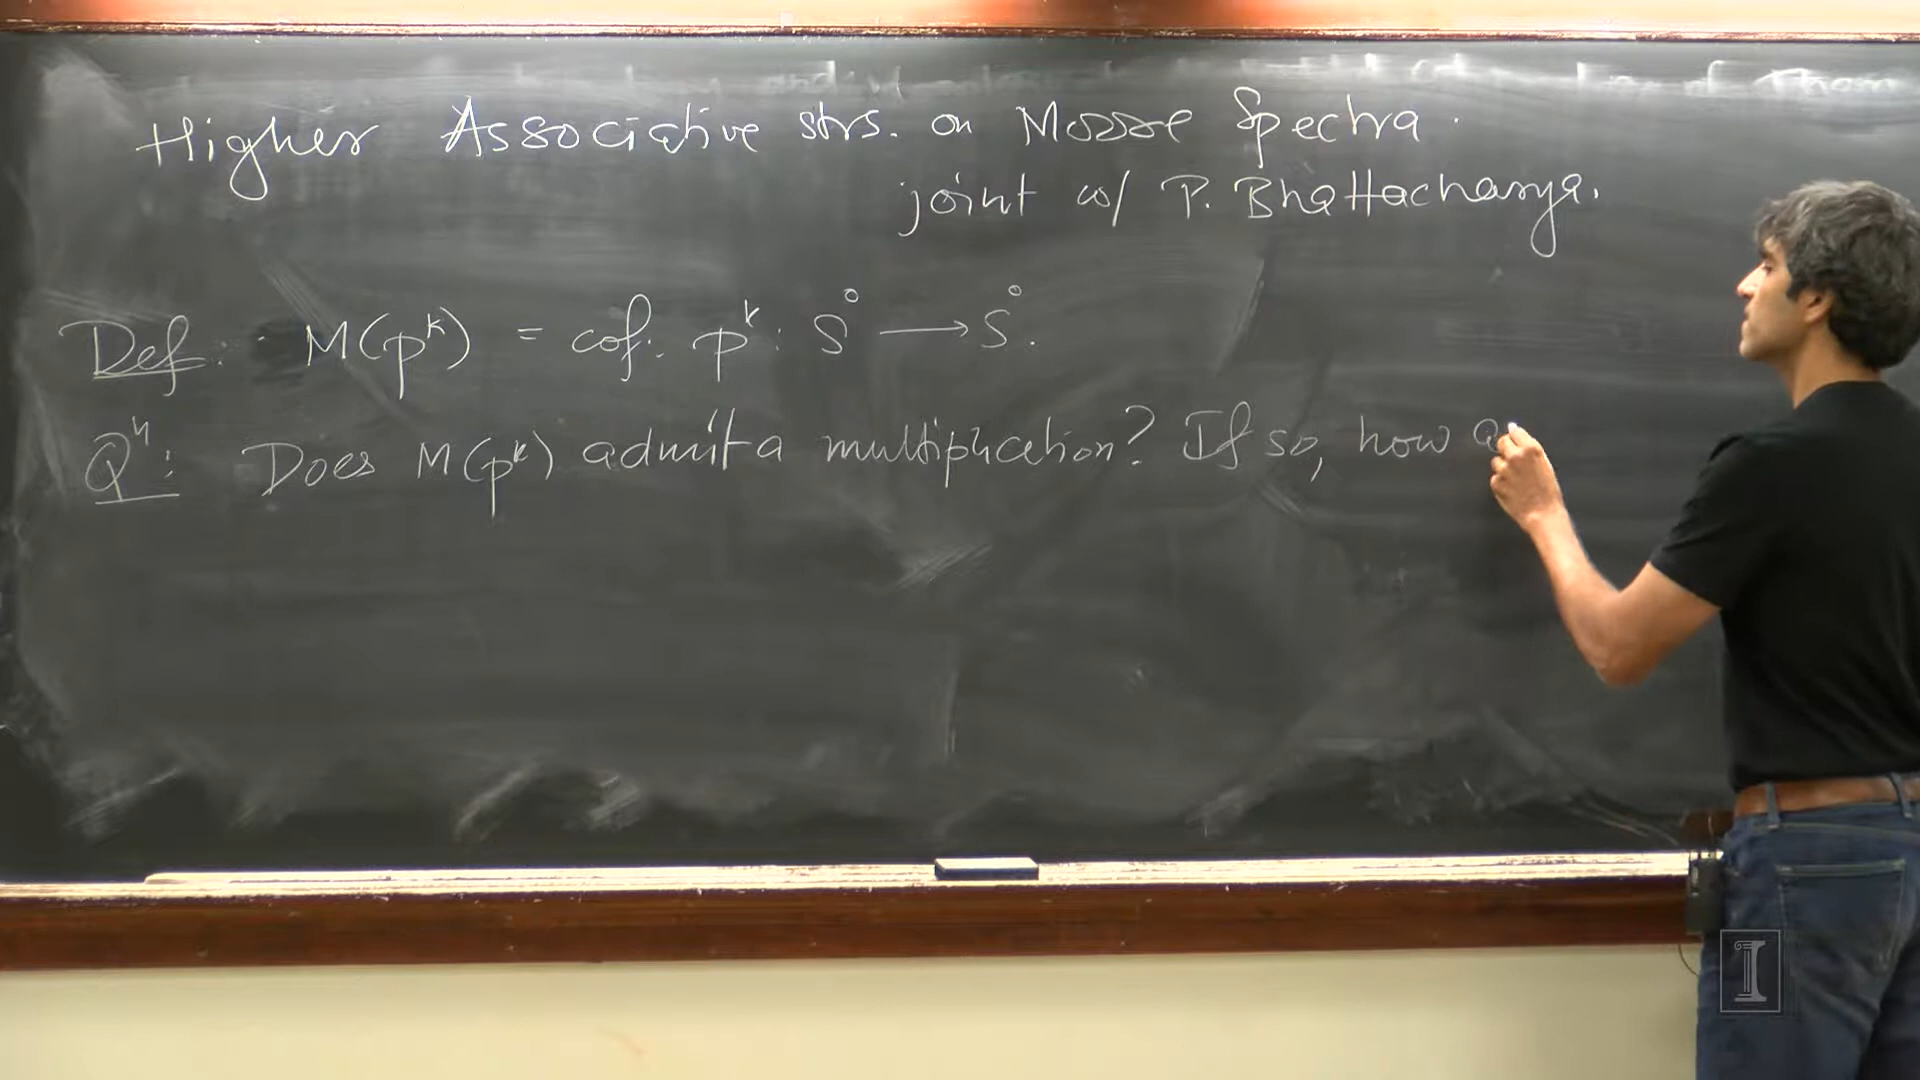 Higher Associative strs. on Moore Spectra.
joint w/ P. Bhattacharya.
Def: M(p^k) = cof: p^k: S° ⟶ S°.
Q^n: Does M(p^k) admit a multiplication? If so, how a